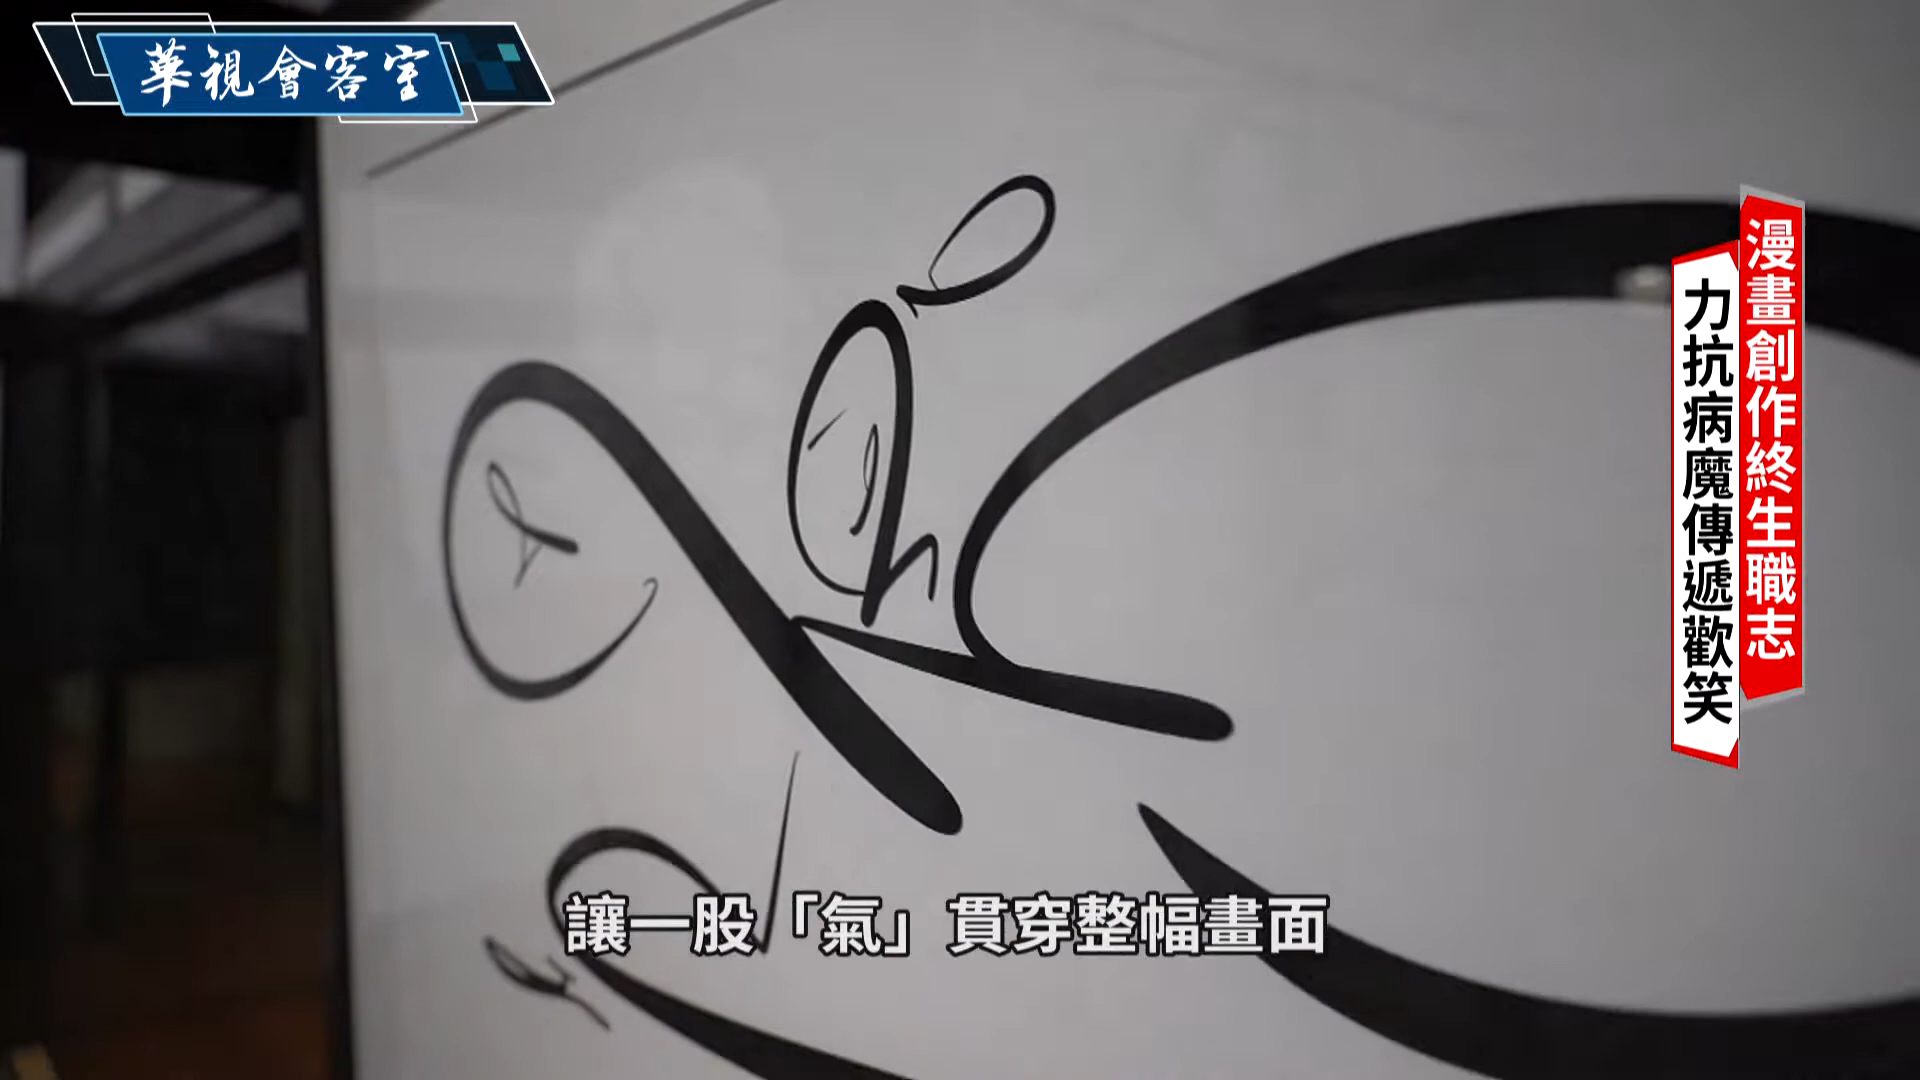 華視會客室
漫畫創作終生職志
力抗病魔傳遞歡笑
讓一股「氣」貫穿整幅畫面